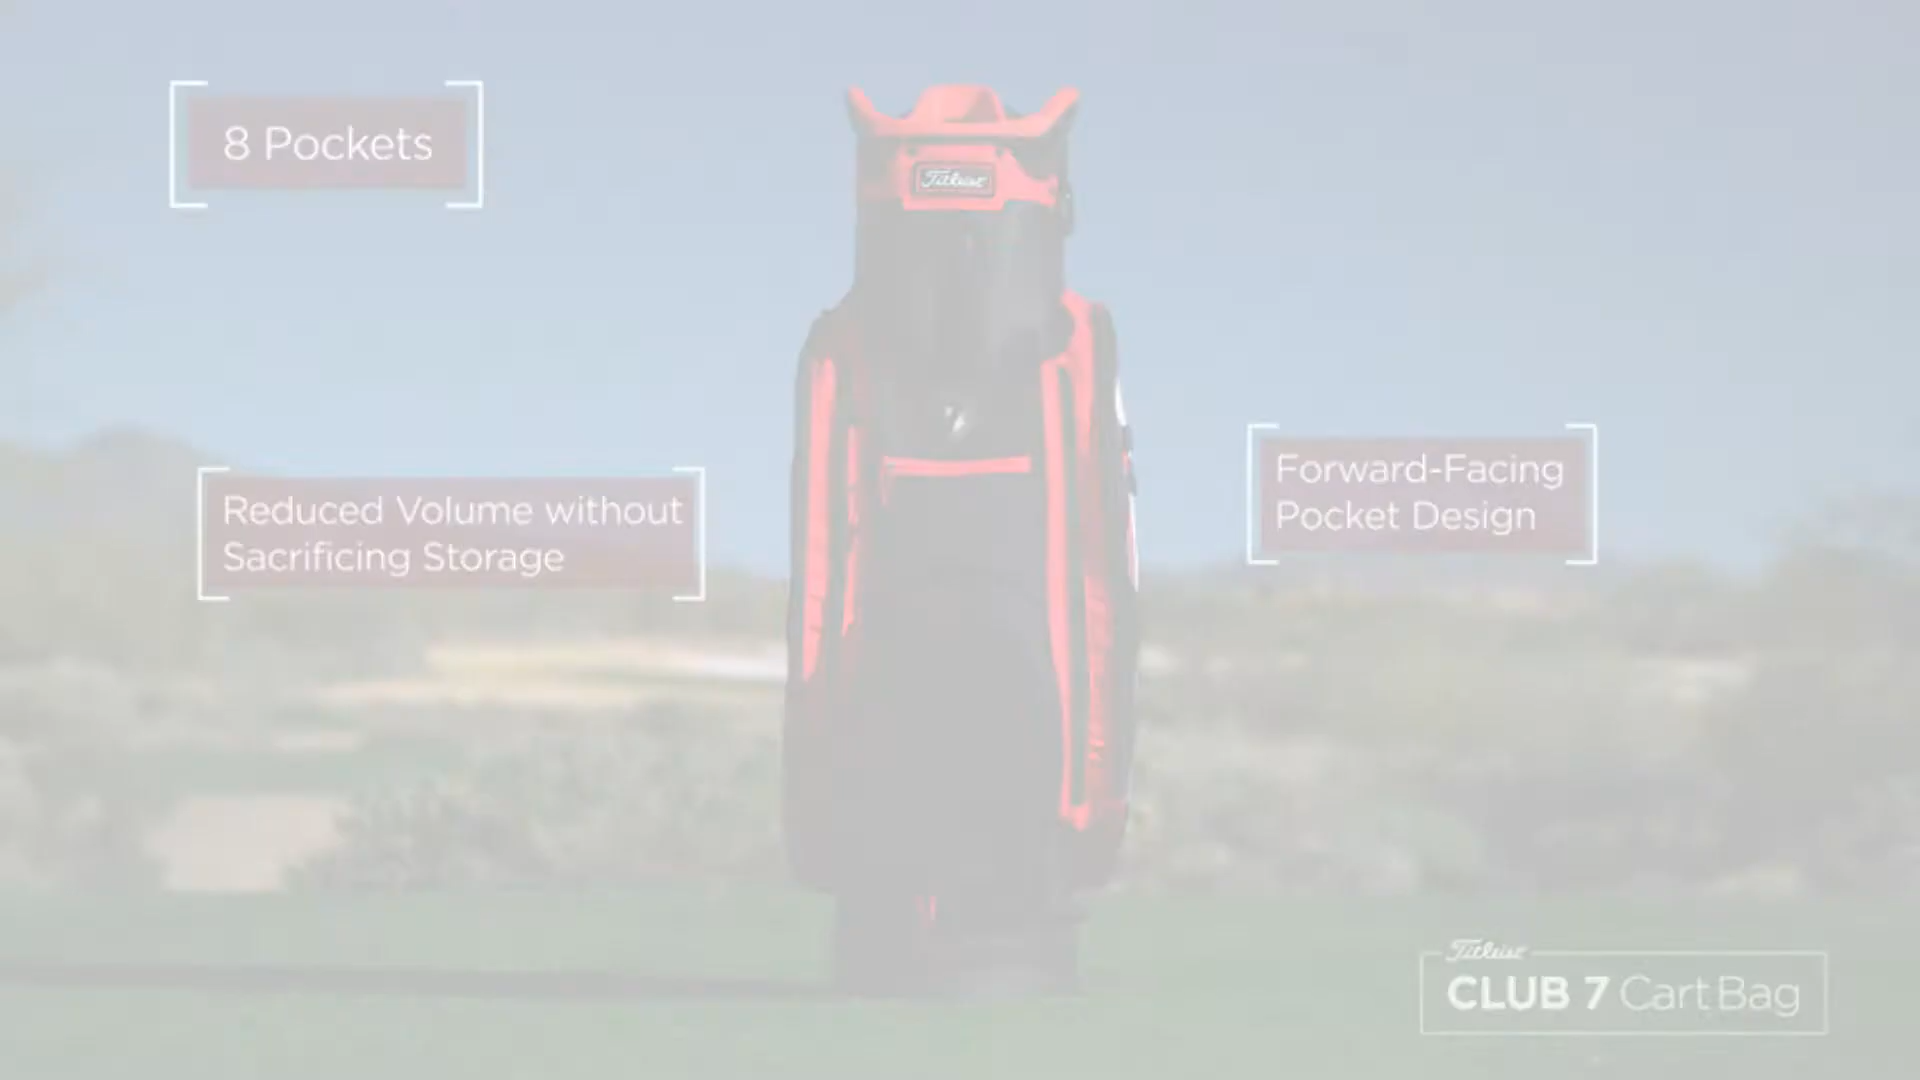 8 Pockets
Titleist
Reduced Volume without
Sacrificing Storage
Forward-Facing
Pocket Design
Titleist
CLUB 7 Cart Bag